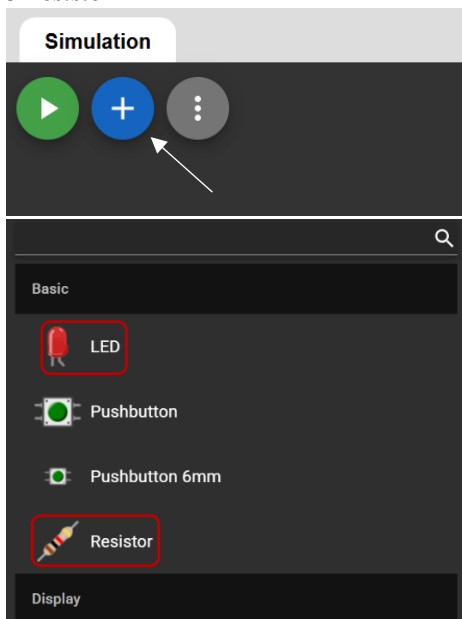 Simulation
Basic
LED
Pushbutton
Pushbutton 6mm
Resistor
Display